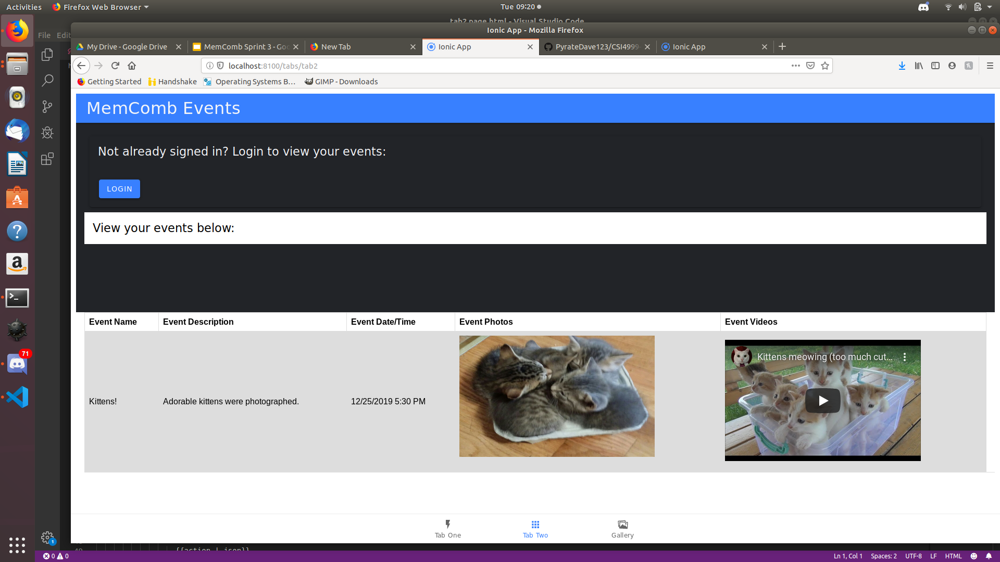 Activities
Firefox Web Browser
Tue 09:20
tab2.page.html - Visual Studio Code
Ionic App - Mozilla Firefox
File Edit
My Drive - Google Drive
MemComb Sprint 3 - Goo
New Tab
Ionic App
PyrateDave123/CSI4999-
Ionic App
localhost:8100/tabs/tab2
Getting Started
Handshake
Operating Systems B…
GIMP - Downloads
MemComb Events
Not already signed in? Login to view your events:
LOGIN
View your events below:
Event Name
Event Description
Event Date/Time
Event Photos
Event Videos
Kittens!
Adorable kittens were photographed.
12/25/2019 5:30 PM
Kittens meowing (too much cut...
71
Tab One
Tab Two
Gallery
1
{{action | json}}
0 0
Ln 1, Col 1
Spaces: 2
UTF-8
LF
HTML